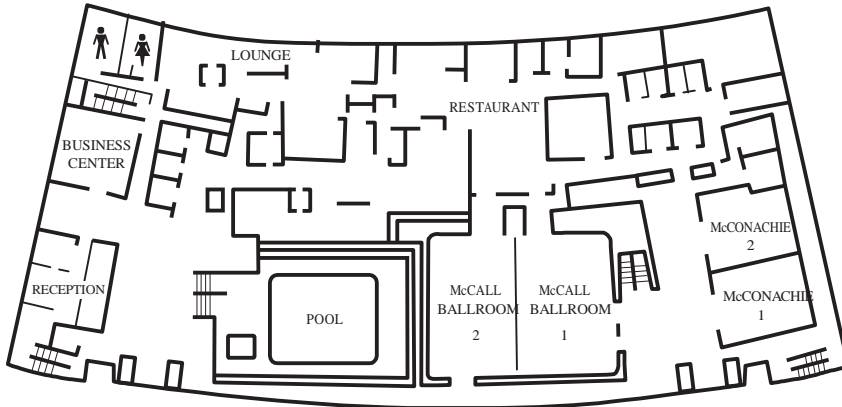 LOUNGE
RESTAURANT
BUSINESS
CENTER
McCONACHIE
2
RECEPTION
McCALL
BALLROOM
2
McCALL
BALLROOM
1
McCONACHIE
1
POOL